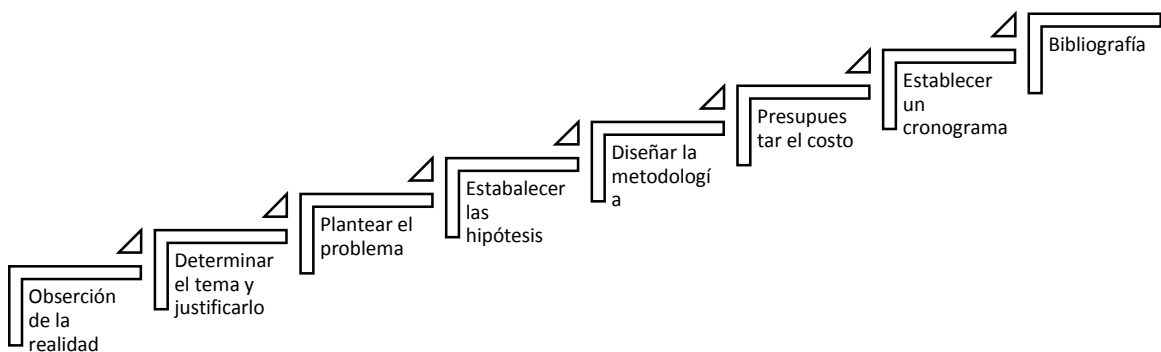 Obserción
de la
realidad
Determinar
el tema y
justificarlo
Plantear el
problema
Estabalecer
las
hipótesis
Diseñar la
metodologí
a
Presupues
tar el costo
Establecer
un
cronograma
Bibliografía